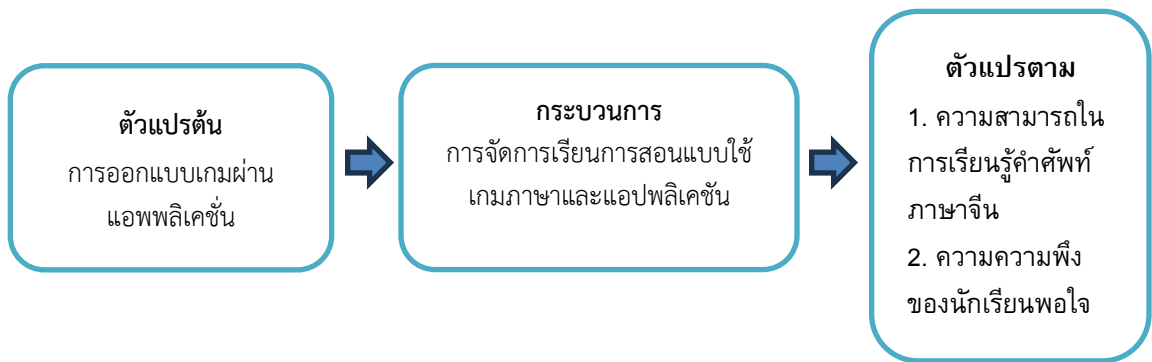 ตัวแปรต้น
การออกแบบเกมผ่าน
แอพพลิเคชั่น
กระบวนการ
การจัดการเรียนการสอนแบบใช้
เกมภาษาและแอปพลิเคชัน
ตัวแปรตาม
1. ความสามารถใน
การเรียนรู้คำศัพท์
ภาษาจีน
2. ความความพึง
ของนักเรียนพอใจ